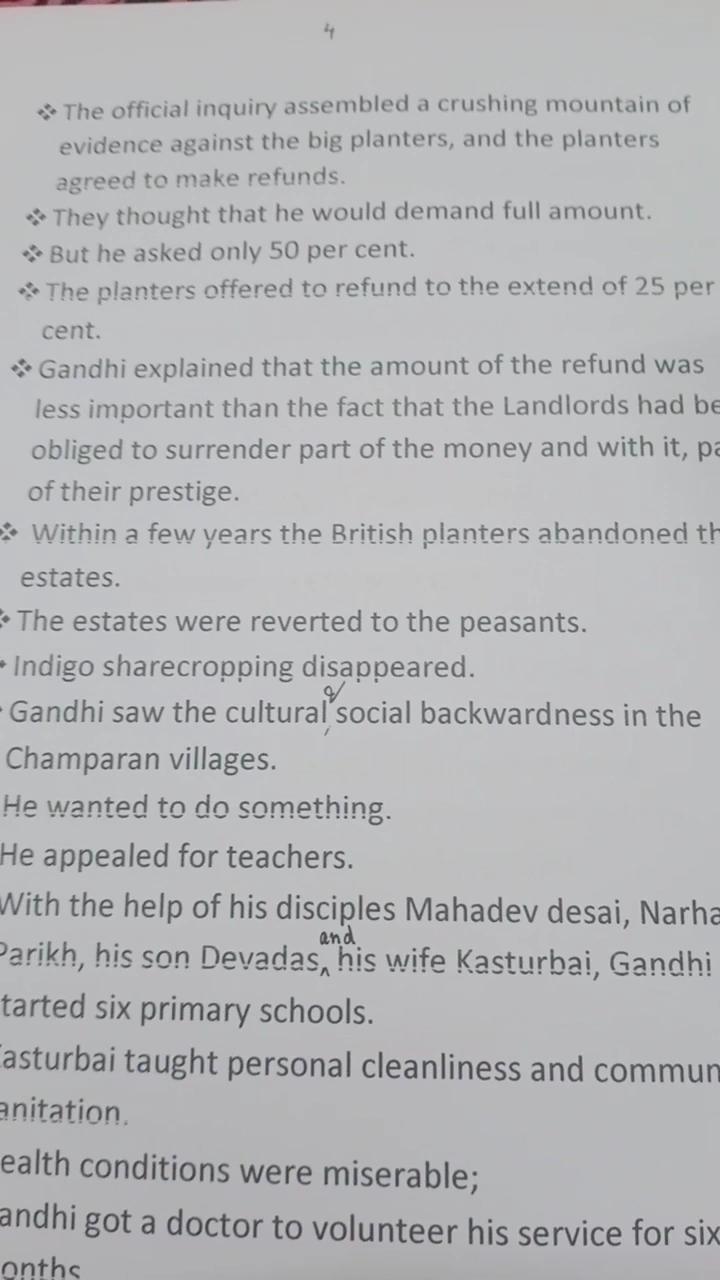 4
❖ The official inquiry assembled a crushing mountain of
evidence against the big planters, and the planters
agreed to make refunds.
❖ They thought that he would demand full amount.
❖ But he asked only 50 per cent.
❖ The planters offered to refund to the extend of 25 per
cent.
❖ Gandhi explained that the amount of the refund was
less important than the fact that the Landlords had be
obliged to surrender part of the money and with it, pa
of their prestige.
❖ Within a few years the British planters abandoned th
estates.
❖ The estates were reverted to the peasants.
Indigo sharecropping disappeared.
Gandhi saw the cultural & social backwardness in the
Champaran villages.
He wanted to do something.
He appealed for teachers.
With the help of his disciples Mahadev desai, Narha
Parikh, his son Devadas, and his wife Kasturbai, Gandhi
tarted six primary schools.
asturbai taught personal cleanliness and commun
anitation.
ealth conditions were miserable;
andhi got a doctor to volunteer his service for six
onths